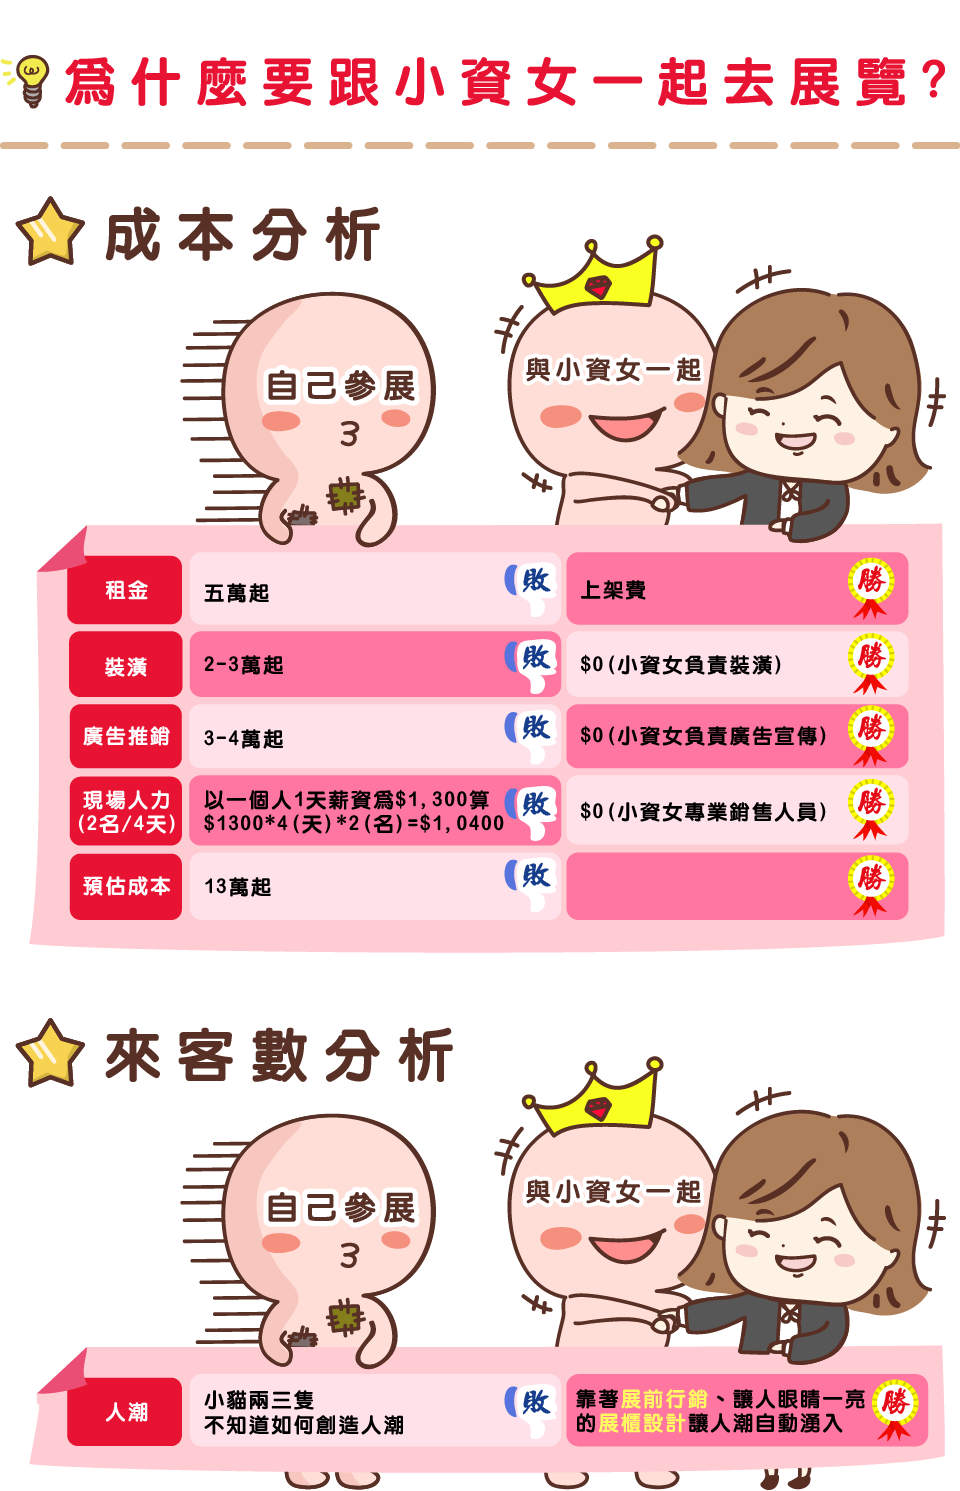 為什麼要跟小資女一起去展覽?
成本分析
自己參展
與小資女一起
租金
五萬起
敗
上架費
勝
裝潢
2-3萬起
敗
$0(小資女負責裝潢)
勝
廣告推銷
3-4萬起
敗
$0(小資女負責廣告宣傳)
勝
現場人力
(2名/4天)
以一個人1天薪資為$1,300算
$1300*4(天)*2(名)=$1,0400
敗
$0(小資女專業銷售人員)
勝
預估成本
13萬起
敗
勝
來客數分析
自己參展
與小資女一起
人潮
小貓兩三隻
不知道如何創造人潮
敗
靠著展前行銷、讓人眼睛一亮
的展櫃設計讓人潮自動湧入
勝